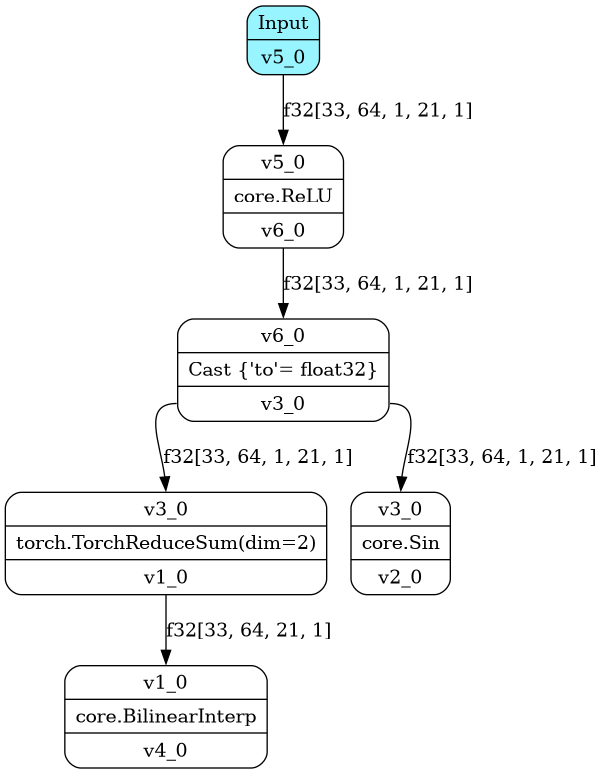 Input
v5_0
f32[33, 64, 1, 21, 1]
v5_0
core.ReLU
v6_0
f32[33, 64, 1, 21, 1]
v6_0
Cast {'to'= float32}
v3_0
f32[33, 64, 1, 21, 1]
f32[33, 64, 1, 21, 1]
v3_0
torch.TorchReduceSum(dim=2)
v1_0
v3_0
core.Sin
v2_0
f32[33, 64, 21, 1]
v1_0
core.BilinearInterp
v4_0